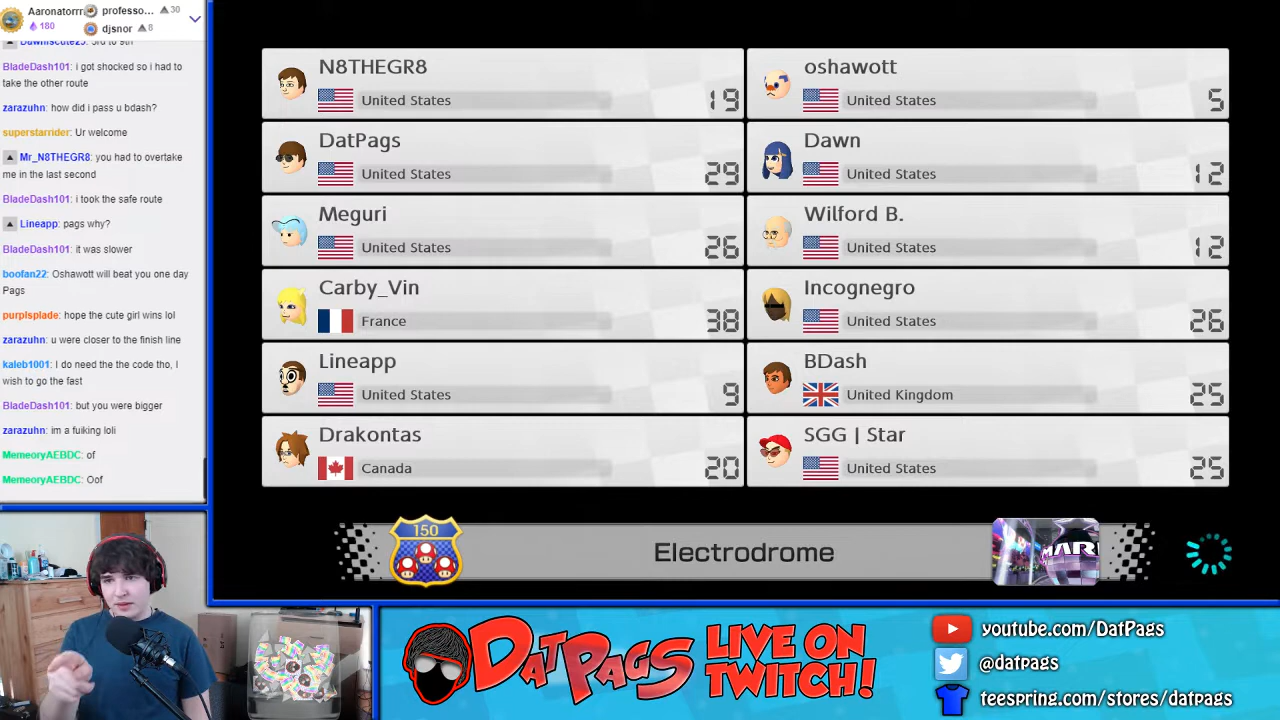 Aaronatorrr
180
professo...
30
djsnor
8
Dawniscute25: 3rd to 9th
BladeDash101: i got shocked so i had to
take the other route
zarazuhn: how did i pass u bdash?
superstarrider: Ur welcome
Mr_N8THEGR8: you had to overtake
me in the last second
BladeDash101: i took the safe route
Lineapp: pags why?
BladeDash101: it was slower
boofan22: Oshawott will beat you one day
Pags
purplsplade: hope the cute girl wins lol
zarazuhn: u were closer to the finish line
kaleb1001: I do need the the code tho, I
wish to go the fast
BladeDash101: but you were bigger
zarazuhn: im a fuiking loli
MemeoryAEBDC: of
MemeoryAEBDC: Oof
N8THEGR8
United States
19
oshawott
United States
5
DatPags
United States
29
Dawn
United States
12
Meguri
United States
26
Wilford B.
United States
12
Carby_Vin
France
38
Incognegro
United States
26
Lineapp
United States
9
BDash
United Kingdom
25
Drakontas
Canada
20
SGG | Star
United States
25
150
Electrodrome
MAR
DATPAGS
LIVE ON
TWITCH!
youtube.com/DatPags
@datpags
teespring.com/stores/datpags